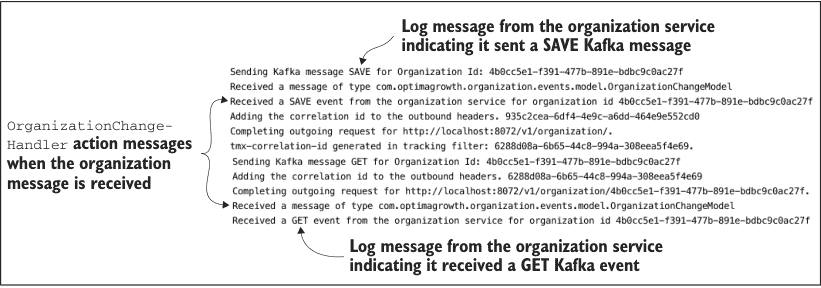 Log message from the organization service
indicating it sent a SAVE Kafka message
Sending Kafka message SAVE for Organization Id: 4b0cc5e1-f391-477b-891e-bdbc9c0ac27f
Received a message of type com.optimagrowth.organization.events.model.OrganizationChangeModel
Received a SAVE event from the organization service for organization id 4b0cc5e1-f391-477b-891e-bdbc9c0ac27f
Adding the correlation id to the outbound headers. 935c2cea-6df4-4e9c-a6dd-464e9e552cd0
Completing outgoing request for http://localhost:8072/v1/organization/.
tmx-correlation-id generated in tracking filter: 6288d08a-6b65-44c8-994a-308eea5f4e69.
Sending Kafka message GET for Organization Id: 4b0cc5e1-f391-477b-891e-bdbc9c0ac27f
Adding the correlation id to the outbound headers. 6288d08a-6b65-44c8-994a-308eea5f4e69.
Completing outgoing request for http://localhost:8072/v1/organization/4b0cc5e1-f391-477b-891e-bdbc9c0ac27f.
Received a message of type com.optimagrowth.organization.events.model.OrganizationChangeModel
Received a GET event from the organization service for organization id 4b0cc5e1-f391-477b-891e-bdbc9c0ac27f
OrganizationChange-
Handler action messages
when the organization
message is received
Log message from the organization service
indicating it received a GET Kafka event